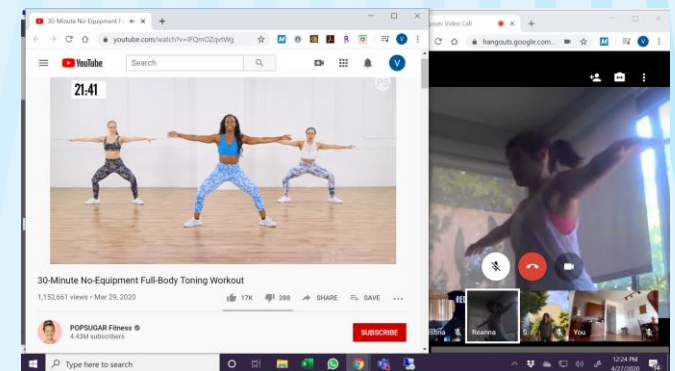 30-Minute No-Equipment Fu
youtube.com/watch?v=lFQmOZqvtWg
Video Call
hangouts.google.com...
YouTube
Search
V
21:41
PS
30-Minute No-Equipment Full-Body Toning Workout
1,152,661 views • Mar 29, 2020
17K
288
SHARE
SAVE
POPSUGAR Fitness
4.43M subscribers
SUBSCRIBE
Reanna
S
You
Type here to search
12:24 PM
4/27/2020